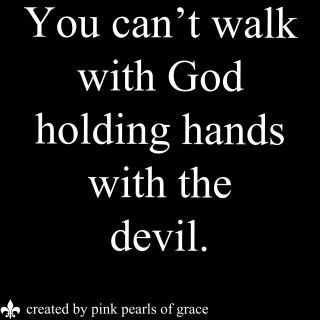 You can’t walk
with God
holding hands
with the
devil.
created by pink pearls of grace